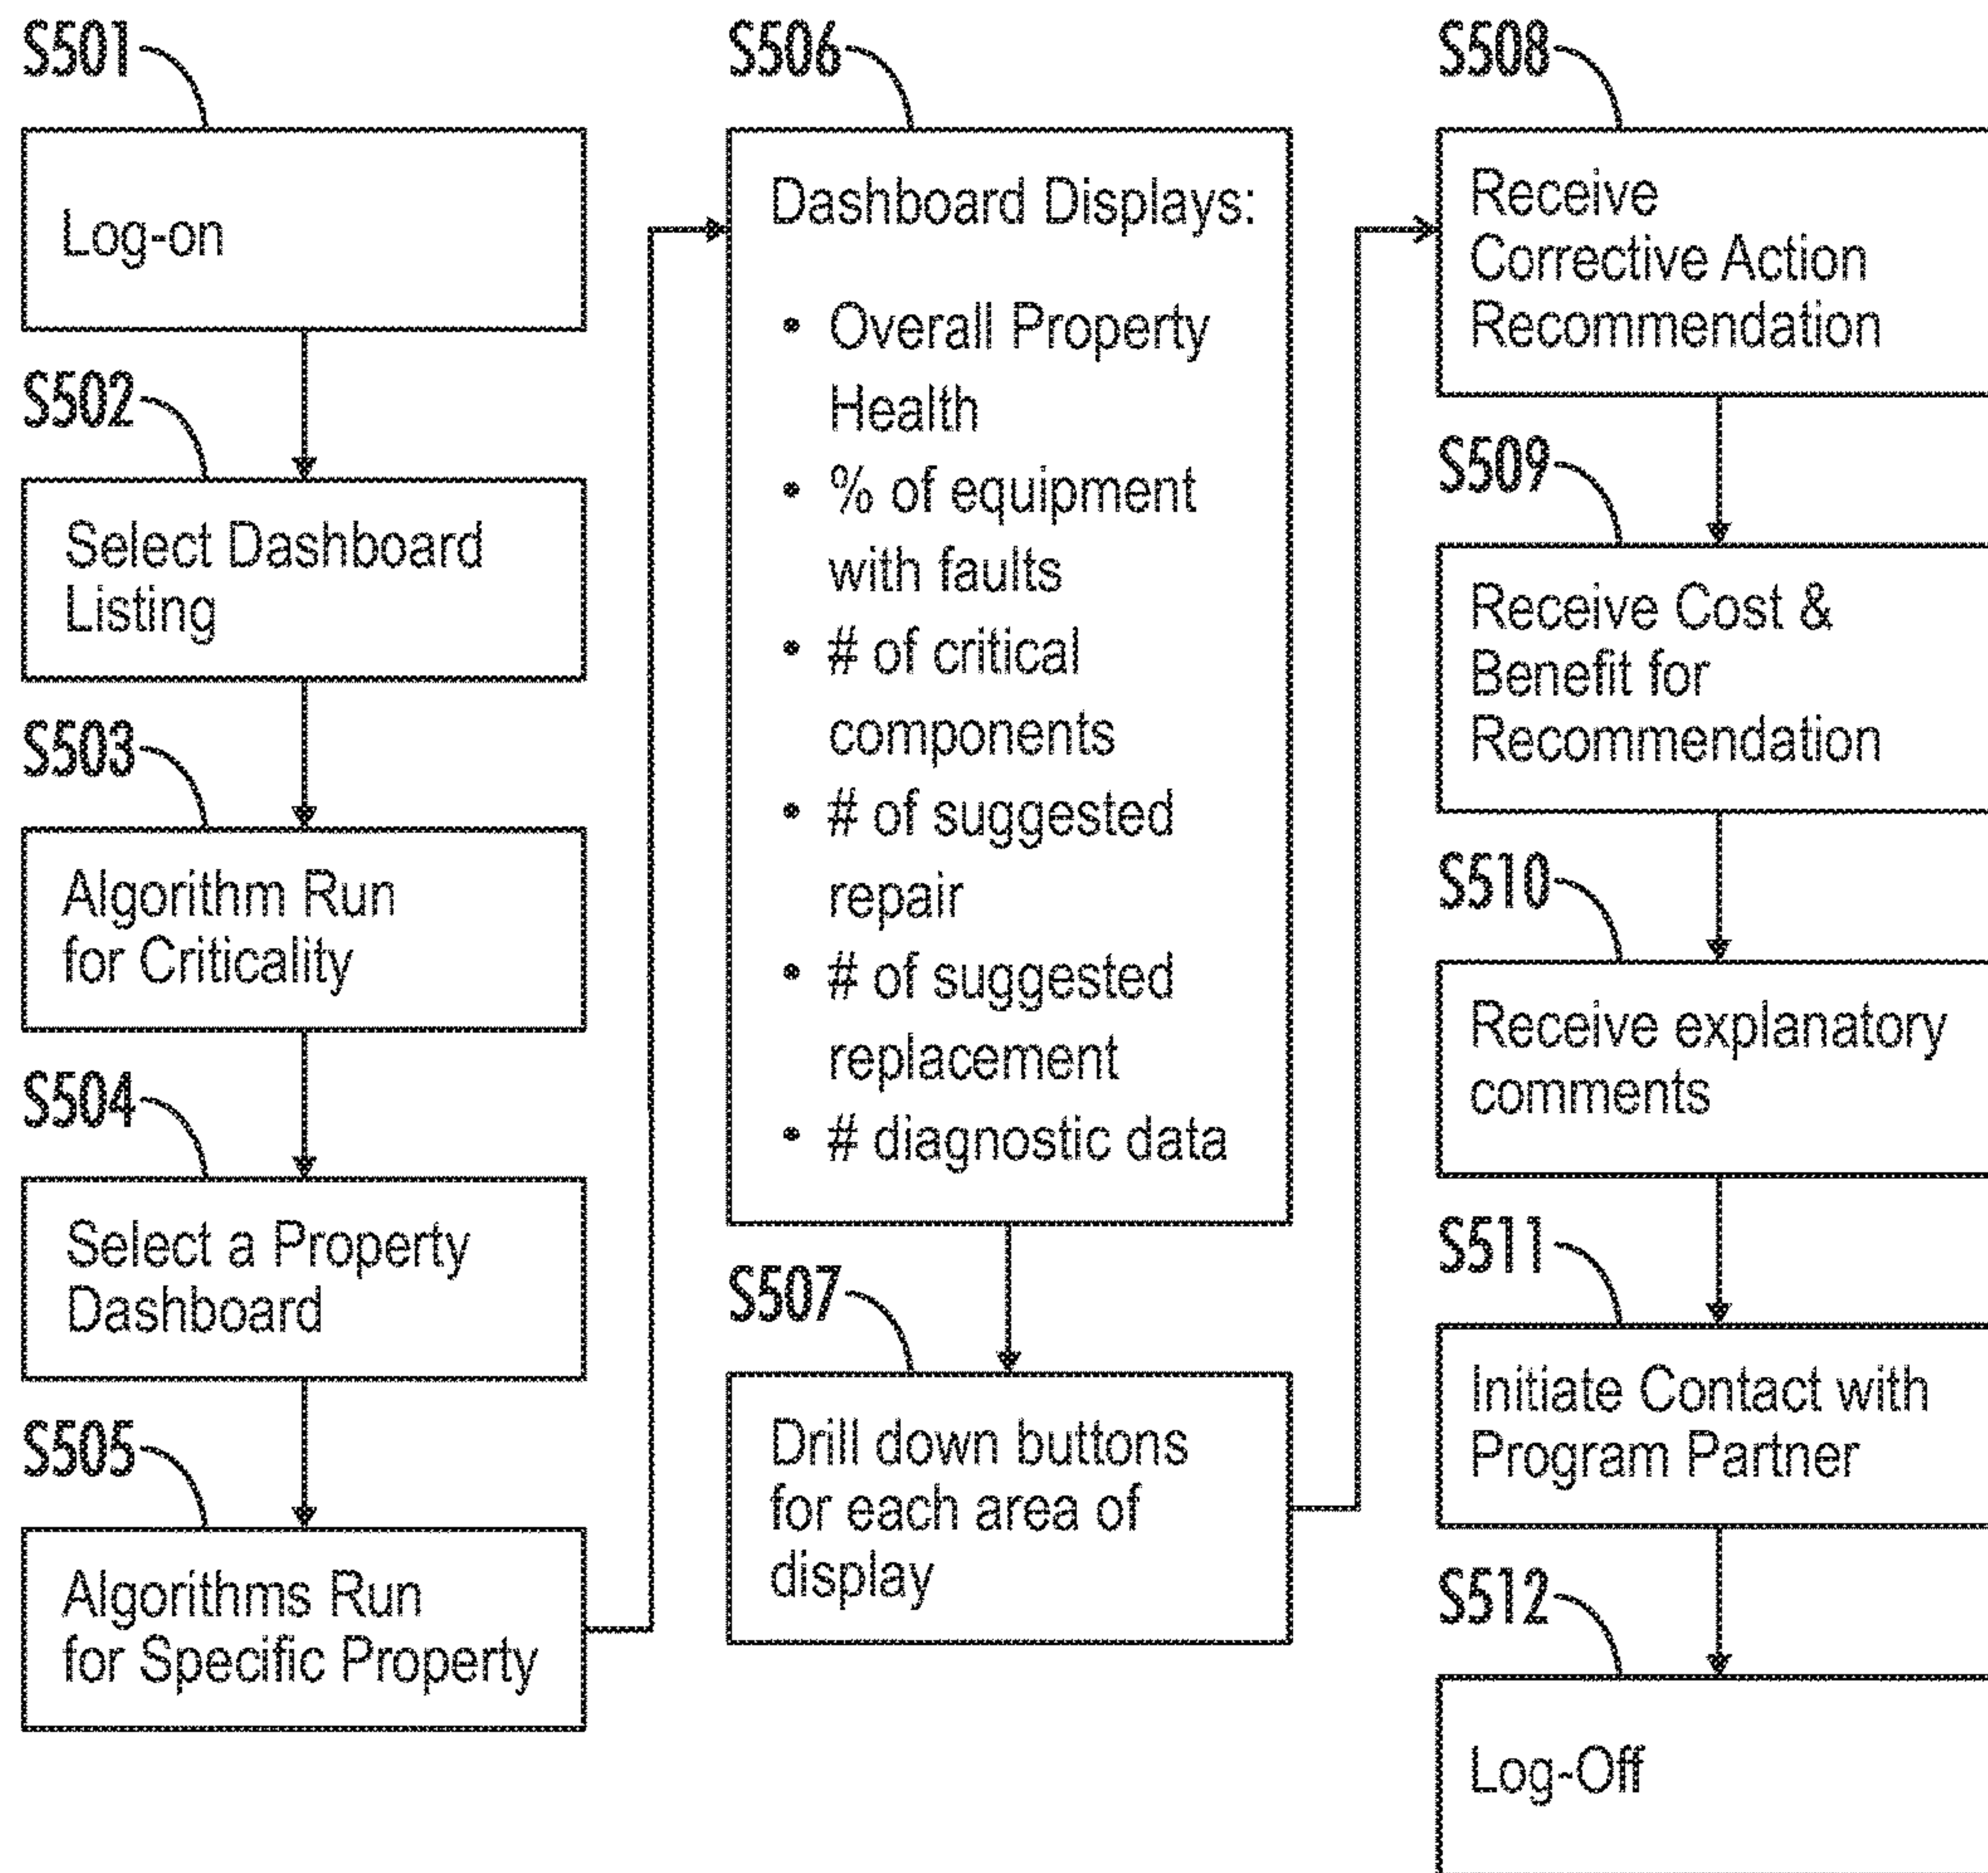 S501
Log-on
S502
Select Dashboard
Listing
S503
Algorithm Run
for Criticality
S504
Select a Property
Dashboard
S505
Algorithms Run
for Specific Property
S506
Dashboard Displays:
• Overall Property
Health
• % of equipment
with faults
• # of critical
components
• # of suggested
repair
• # of suggested
replacement
• # diagnostic data
S507
Drill down buttons
for each area of
display
S508
Receive
Corrective Action
Recommendation
S509
Receive Cost &
Benefit for
Recommendation
S510
Receive explanatory
comments
S511
Initiate Contact with
Program Partner
S512
Log-Off